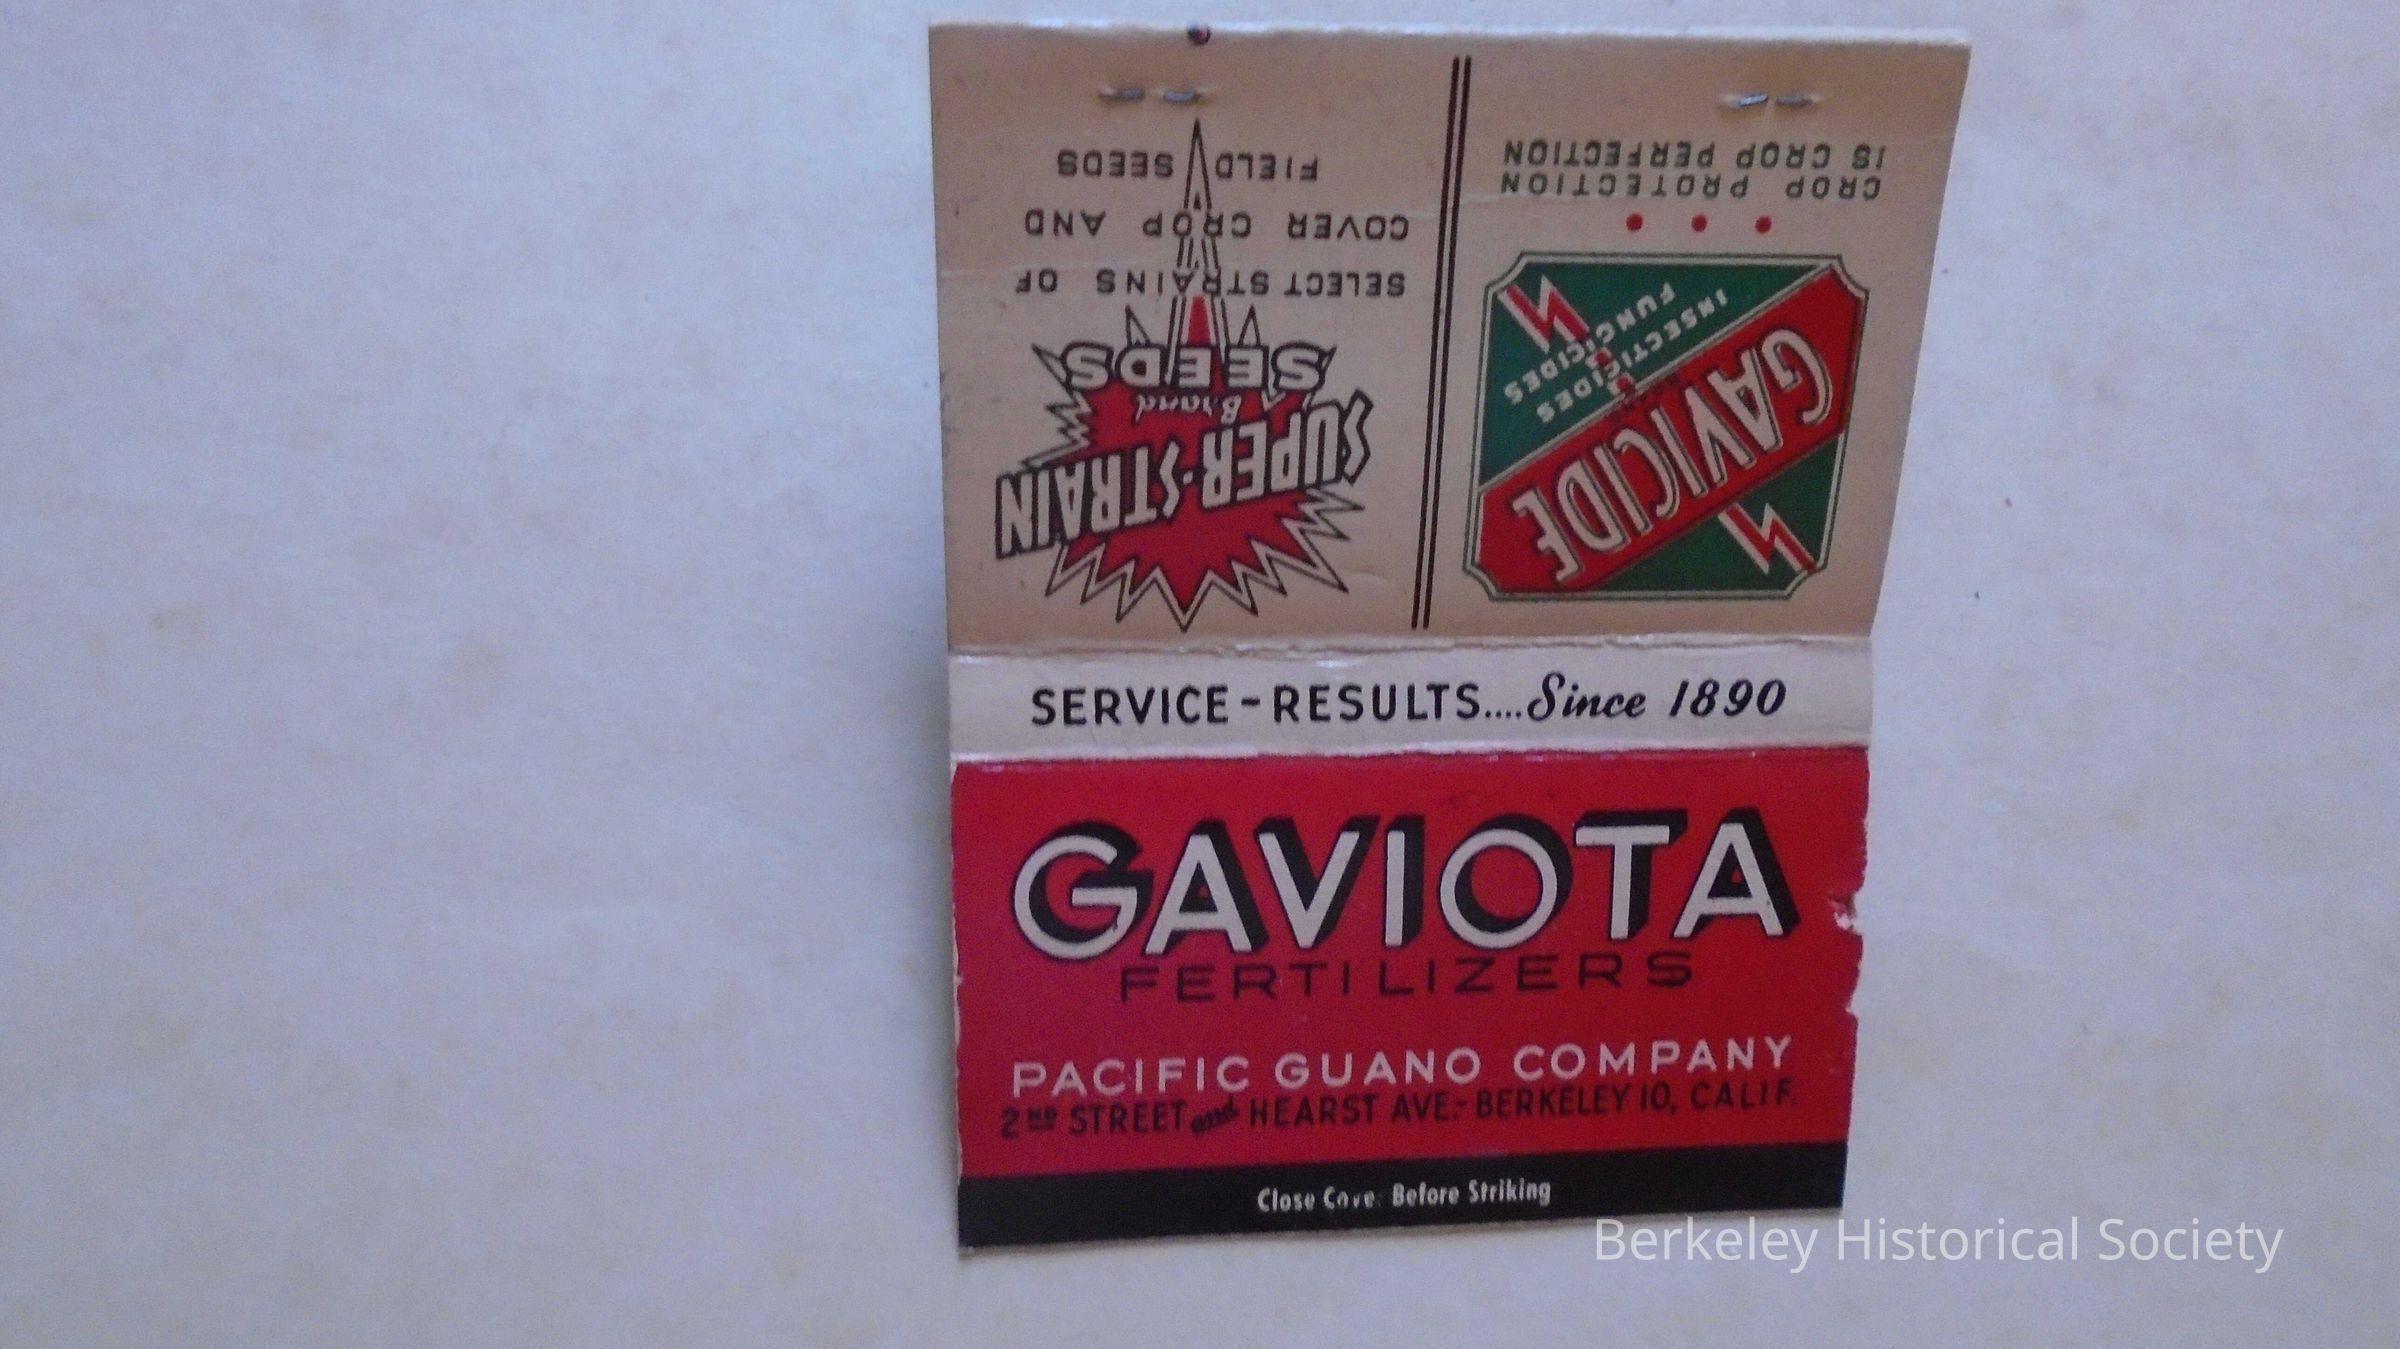 GAVICIDE
INSECTICIDES
FUNGICIDES
CROP PROTECTION
IS CROP PERFECTION
SUPER-STRAIN
Brand
SEEDS
SELECT STRAINS OF
COVER CROP AND
FIELD SEEDS
SERVICE-RESULTS....Since 1890
GAVIOTA
FERTILIZERS
PACIFIC GUANO COMPANY
2ND STREET and HEARST AVE.-BERKELEY 10, CALIF.
Close Cover Before Striking
Berkeley Historical Society